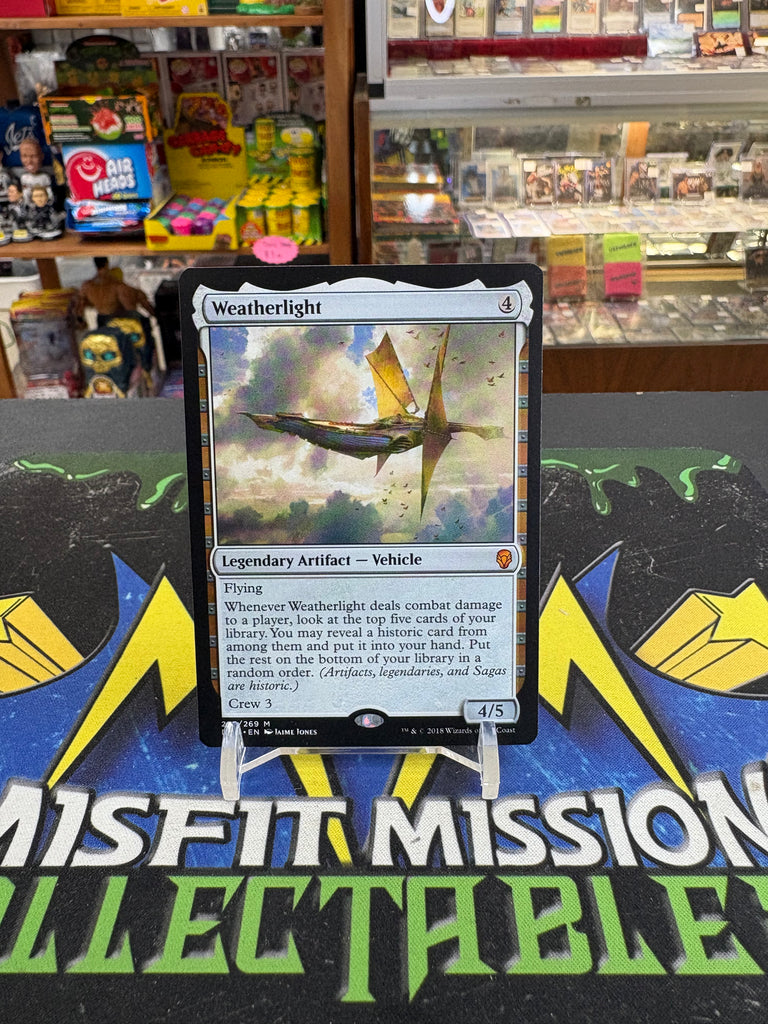 Jets
AIR
HEADS
Weatherlight
4
Legendary Artifact — Vehicle
Flying
Whenever Weatherlight deals combat damage
to a player, look at the top five cards of your
library. You may reveal a historic card from
among them and put it into your hand. Put
the rest on the bottom of your library in a
random order. (Artifacts, legendaries, and Sagas
are historic.)
Crew 3
4/5
/269 M
EN JAIME JONES
™ & © 2018 Wizards of Coast
MISFIT MISSION
LLECTABLE